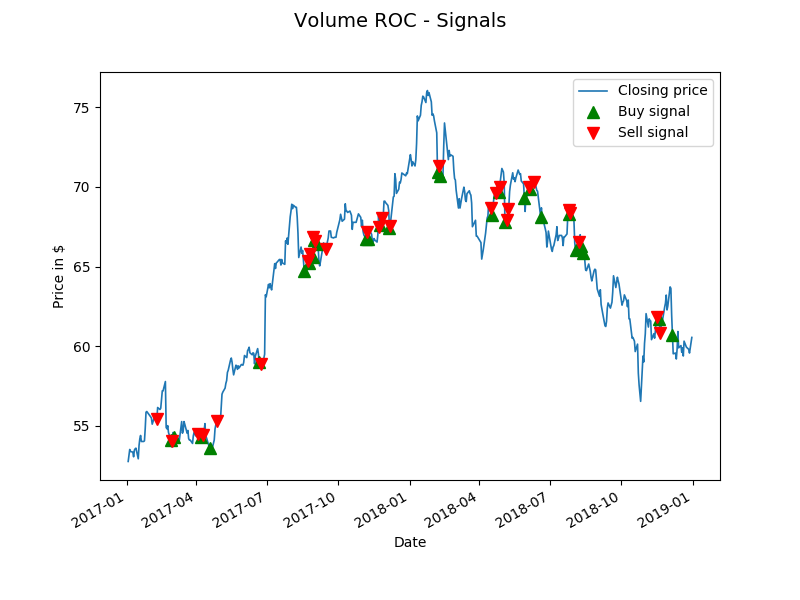 Volume ROC - Signals
Closing price
Buy signal
Sell signal
Price in $
75
70
65
60
55
2017-01
2017-04
2017-07
2017-10
2018-01
2018-04
2018-07
2018-10
2019-01
Date